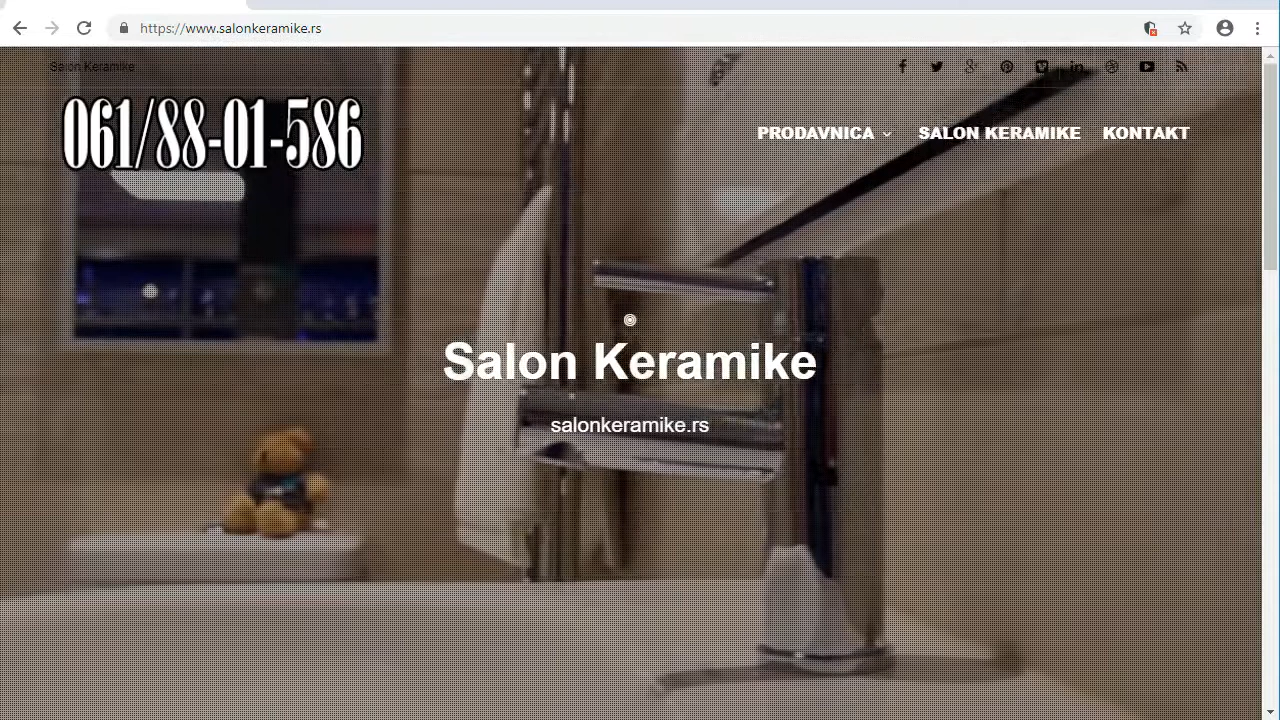 https://www.salonkeramike.rs
Salon Keramike
061/88-01-586
PRODAVNICA
SALON KERAMIKE
KONTAKT
Salon Keramike
salonkeramike.rs